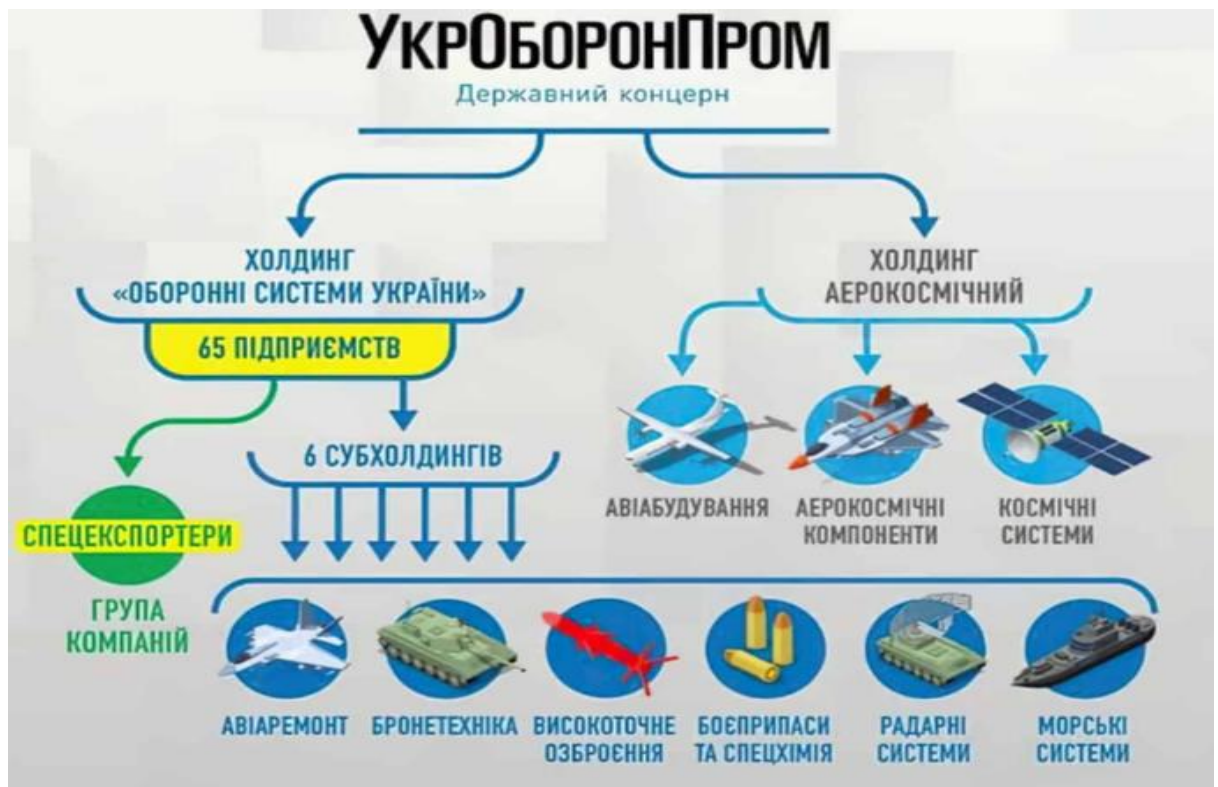 УкрОборонПром
Державний концерн
ХОЛДИНГ
«ОБОРОННІ СИСТЕМИ УКРАЇНИ»
65 ПІДПРИЄМСТВ
ХОЛДИНГ
АЕРОКОСМІЧНИЙ
6 СУБХОЛДИНГІВ
СПЕЦЕКСПОРТЕРИ
ГРУПА
КОМПАНІЙ
АВІАБУДУВАННЯ
АЕРОКОСМІЧНІ
КОМПОНЕНТИ
КОСМІЧНІ
СИСТЕМИ
АВІАРЕМОНТ
БРОНЕТЕХНІКА
ВИСОКОТОЧНЕ
ОЗБРОЄННЯ
БОЄПРИПАСИ
ТА СПЕЦХІМІЯ
РАДАРНІ
СИСТЕМИ
МОРСЬКІ
СИСТЕМИ